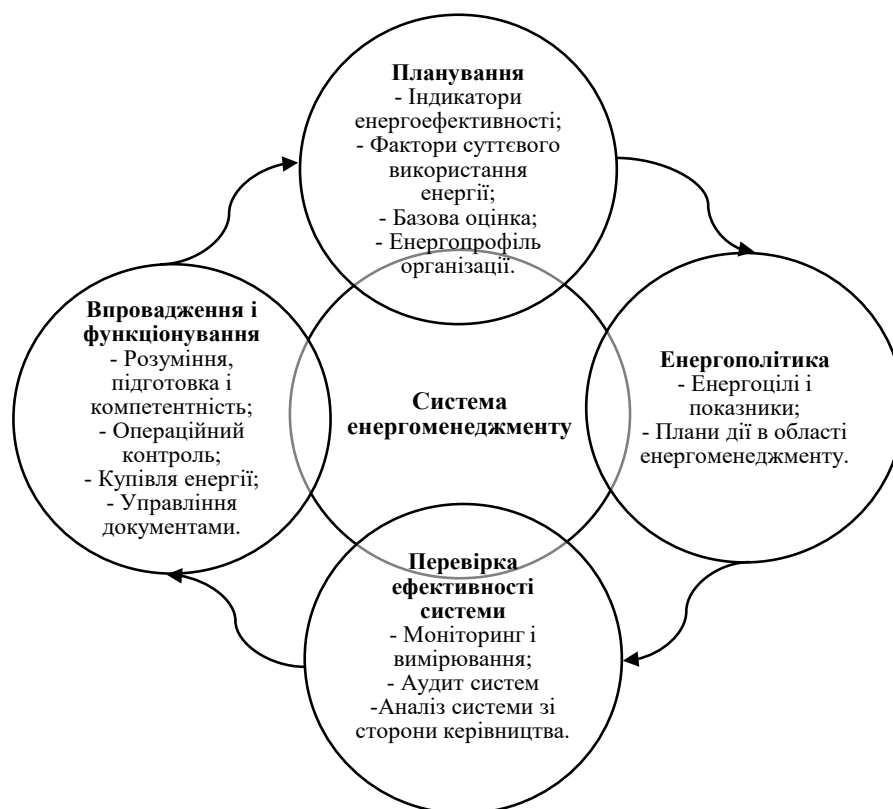 Планування
- Індикатори
енергоефективності;
- Фактори суттєвого
використання
енергії;
- Базова оцінка;
- Енергопрофіль
організації.
Впровадження і
функціонування
- Розуміння,
підготовка і
компетентність;
- Операційний
контроль;
- Купівля енергії;
- Управління
документами.
Система
енергоменеджменту
Енергополітика
- Енергоцілі і
показники;
- Плани дії в області
енергоменеджменту.
Перевірка
ефективності
системи
- Моніторинг і
вимірювання;
- Аудит систем
-Аналіз системи зі
сторони керівництва.